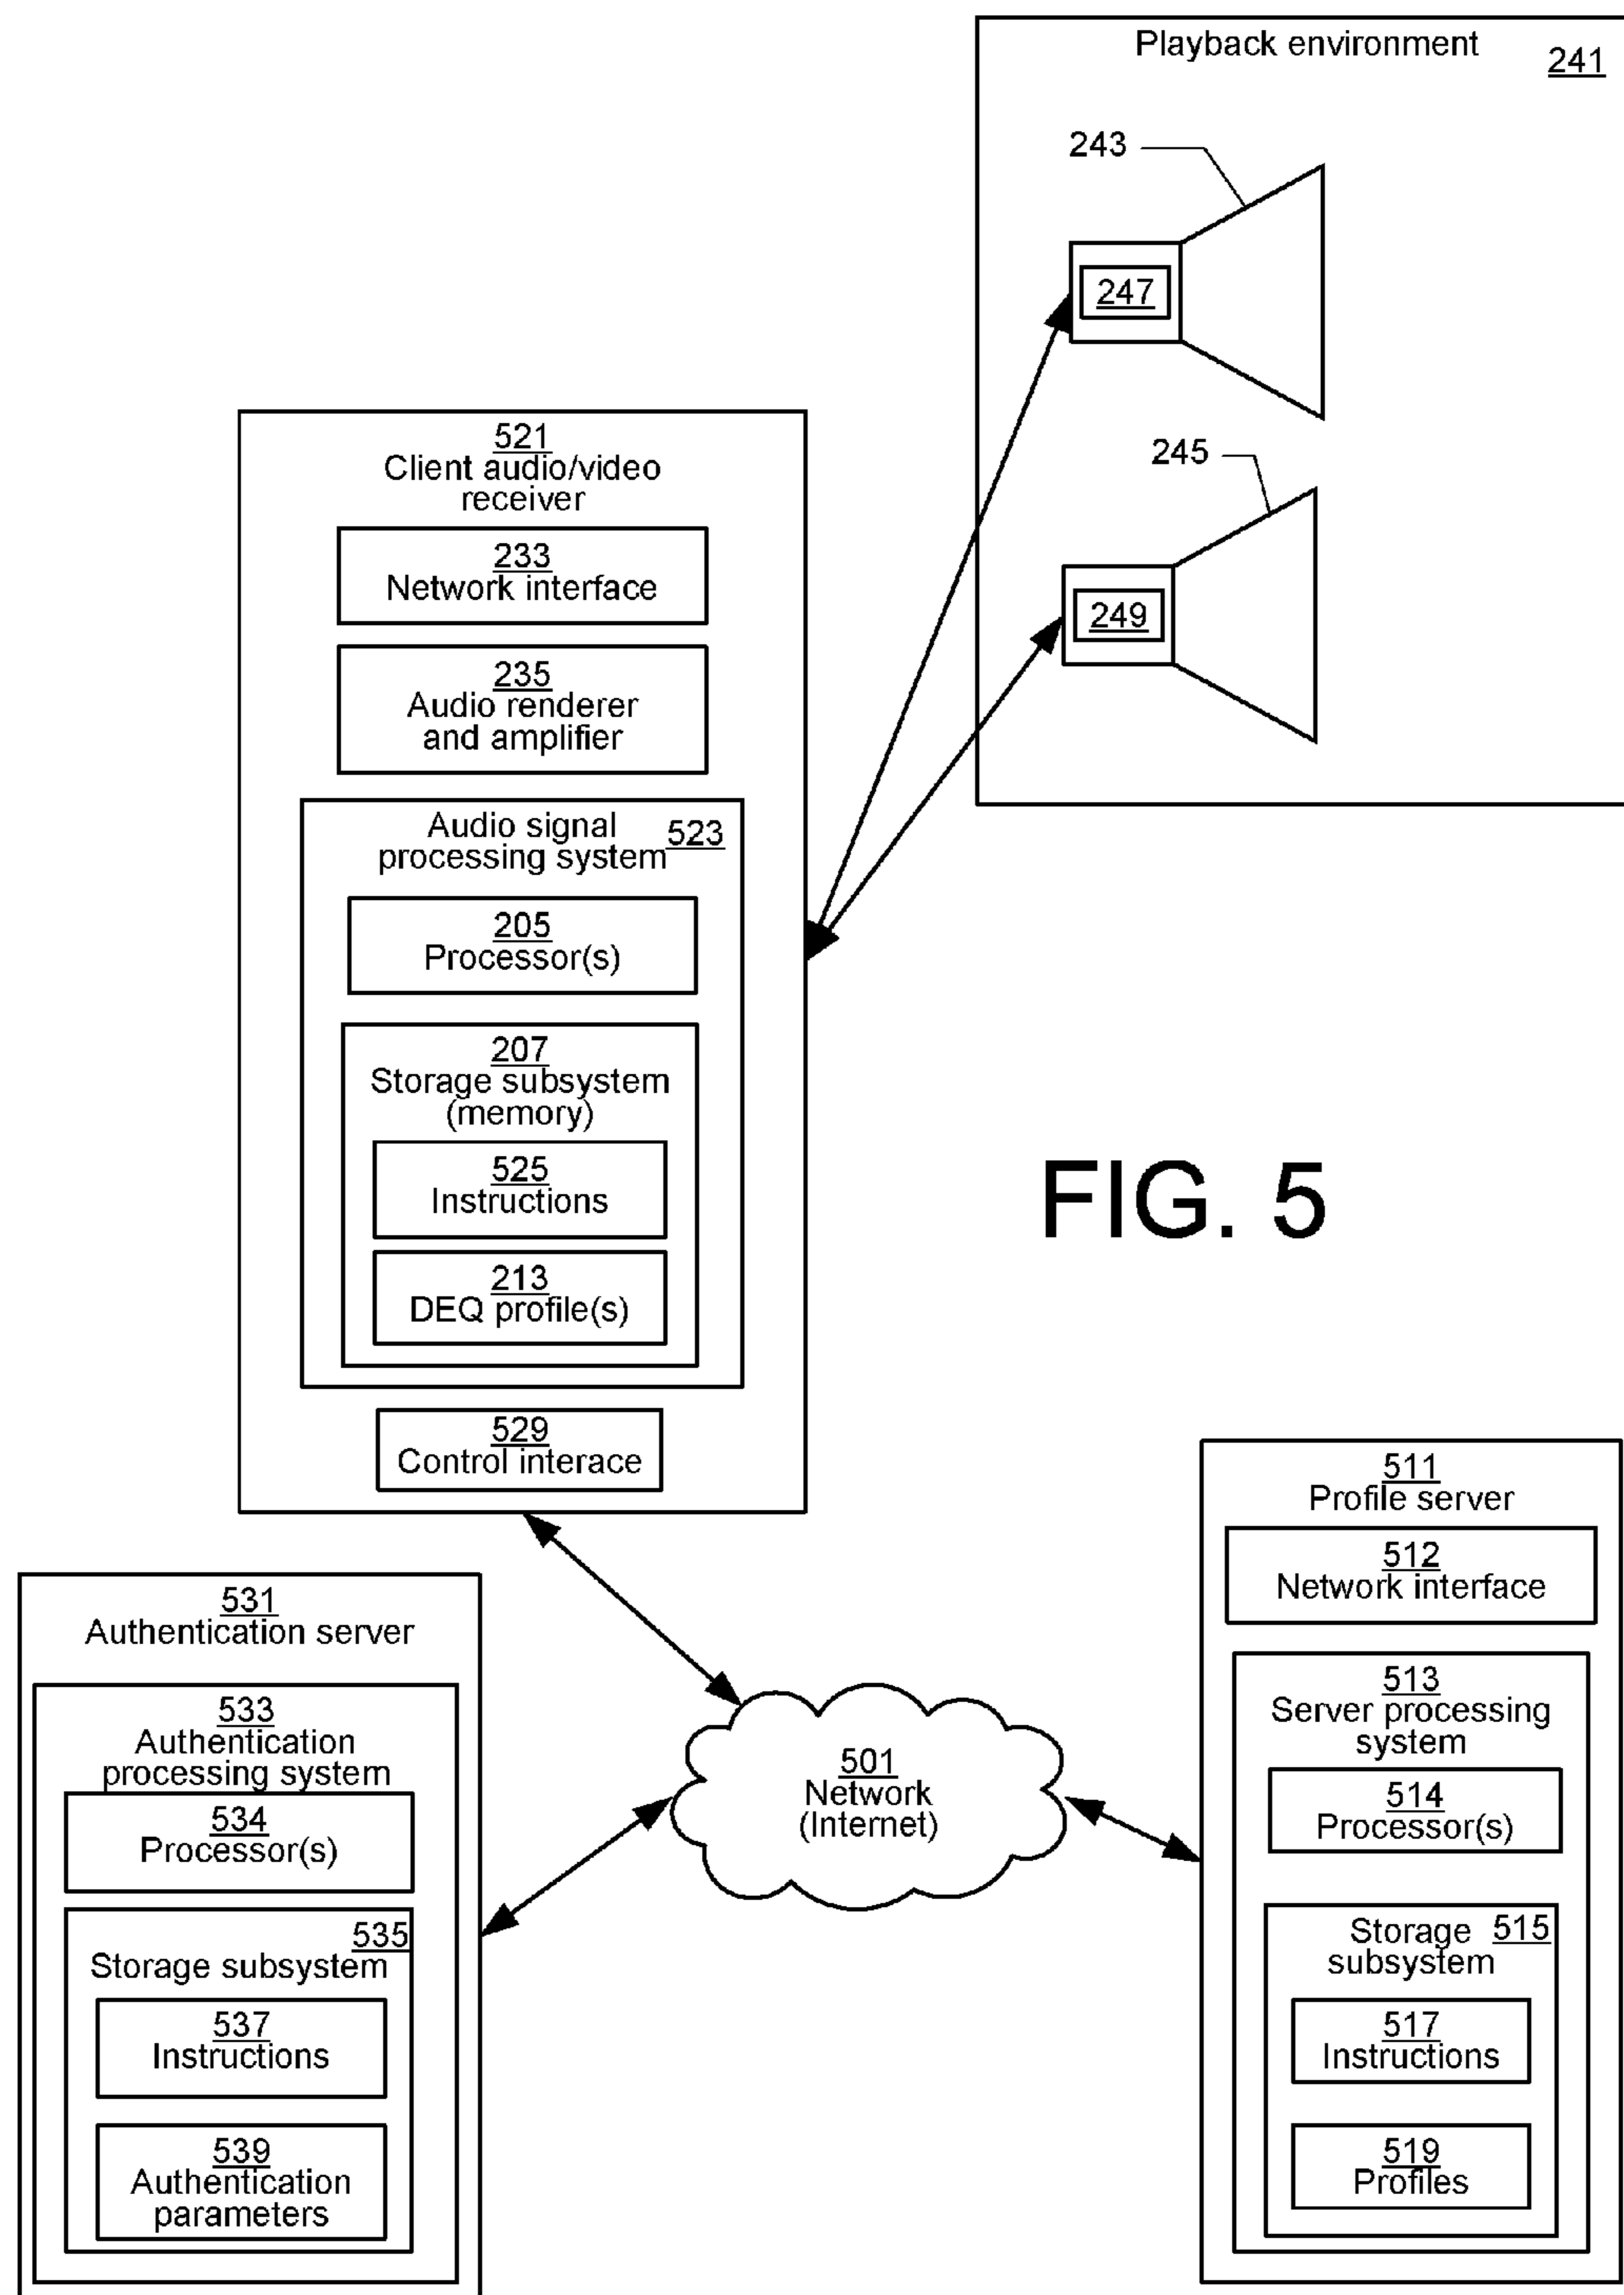 Playback environment
241
243
247
245
249
521
Client audio/video
receiver
233
Network interface
235
Audio renderer
and amplifier
Audio signal
processing system 523
205
Processor(s)
207
Storage subsystem
(memory)
525
Instructions
213
DEQ profile(s)
529
Control interace
FIG. 5
511
Profile server
512
Network interface
513
Server processing
system
514
Processor(s)
Storage 515
subsystem
517
Instructions
519
Profiles
531
Authentication server
533
Authentication
processing system
534
Processor(s)
535
Storage subsystem
537
Instructions
539
Authentication
parameters
501
Network
(Internet)